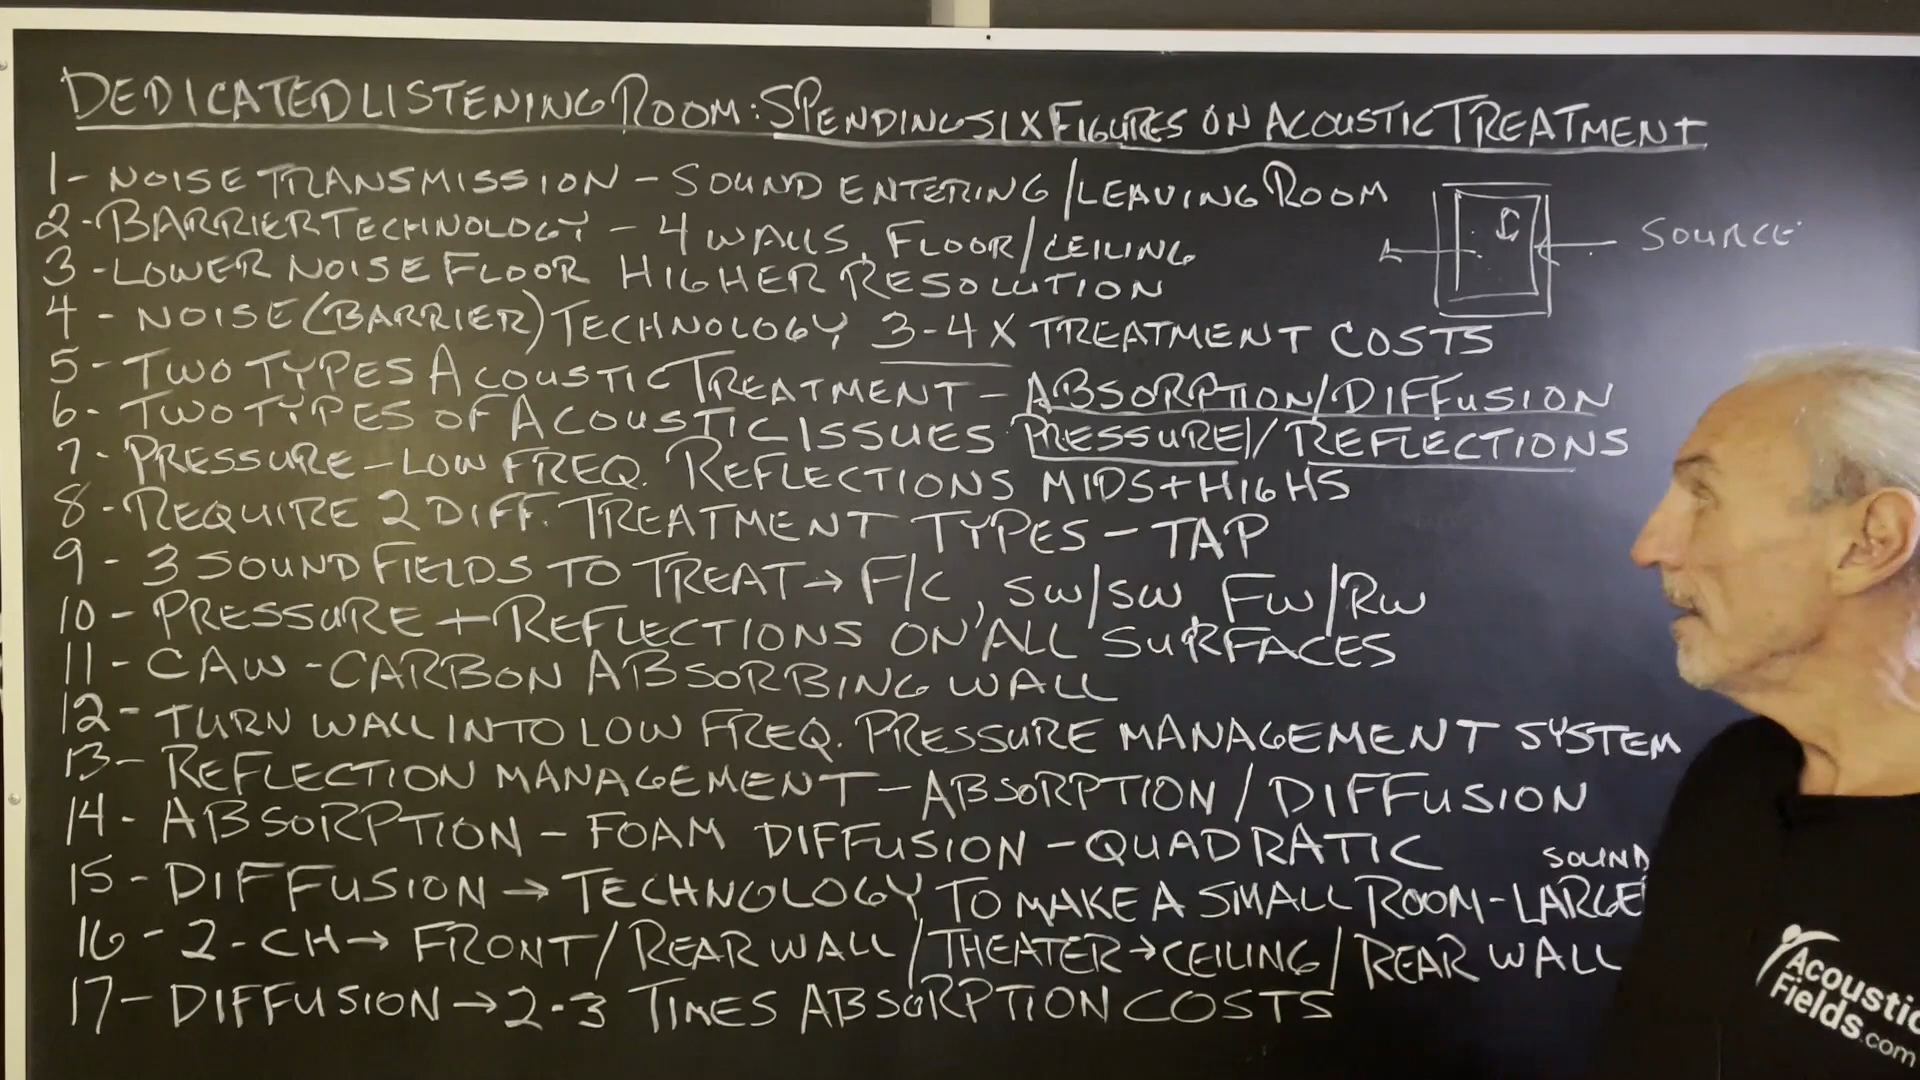 DEDICATED LISTENING ROOM: SPENDING SIX FIGURES ON ACOUSTIC TREATMENT
1- NOISE TRANSMISSION - SOUND ENTERING/LEAVING ROOM
2- BARRIER TECHNOLOGY - 4 WALLS, FLOOR/CEILING
SOURCE
3- LOWER NOISE FLOOR HIGHER RESOLUTION
4- NOISE (BARRIER) TECHNOLOGY 3-4X TREATMENT COSTS
5- TWO TYPES ACOUSTIC TREATMENT - ABSORPTION/DIFFUSION
6- TWO TYPES OF ACOUSTIC ISSUES PRESSURE/REFLECTIONS
7- PRESSURE - LOW FREQ. REFLECTIONS MIDS+HIGHS
8- REQUIRE 2 DIFF. TREATMENT TYPES - TAP
9- 3 SOUND FIELDS TO TREAT → F/C, SW/SW, FW/RW
10- PRESSURE + REFLECTIONS ON ALL SURFACES
11- CAW - CARBON ABSORBING WALL
12- TURN WALL INTO LOW FREQ. PRESSURE MANAGEMENT SYSTEM
13- REFLECTION MANAGEMENT - ABSORPTION/DIFFUSION
14- ABSORPTION - FOAM DIFFUSION - QUADRATIC
SOUND
15- DIFFUSION → TECHNOLOGY TO MAKE A SMALL ROOM - LARGE
16- 2-CH → FRONT/REAR WALL/THEATER → CEILING/REAR WALL
17- DIFFUSION → 2-3 TIMES ABSORPTION COSTS
Acoustic
Fields.com